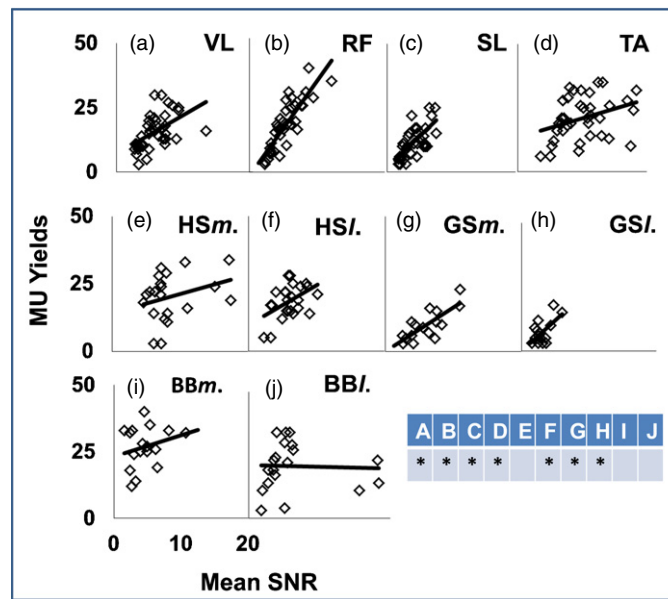 50 (a) VL (b) RF (c) SL (d) TA
25
0
50 (e) HSm. (f) HSl. (g) GSm. (h) GSl.
MU Yields
25
0
50 (i) BBm. (j) BBl.
25
A B C D E F G H I J
* * * * * * *
0
0 10 20
Mean SNR